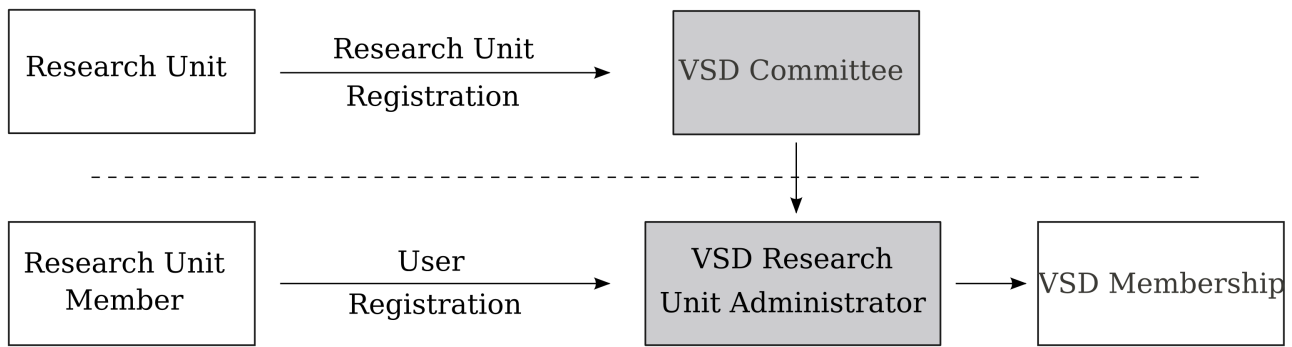 Research Unit
Research Unit
Registration
VSD Committee
Research Unit
Member
User
Registration
VSD Research
Unit Administrator
VSD Membership